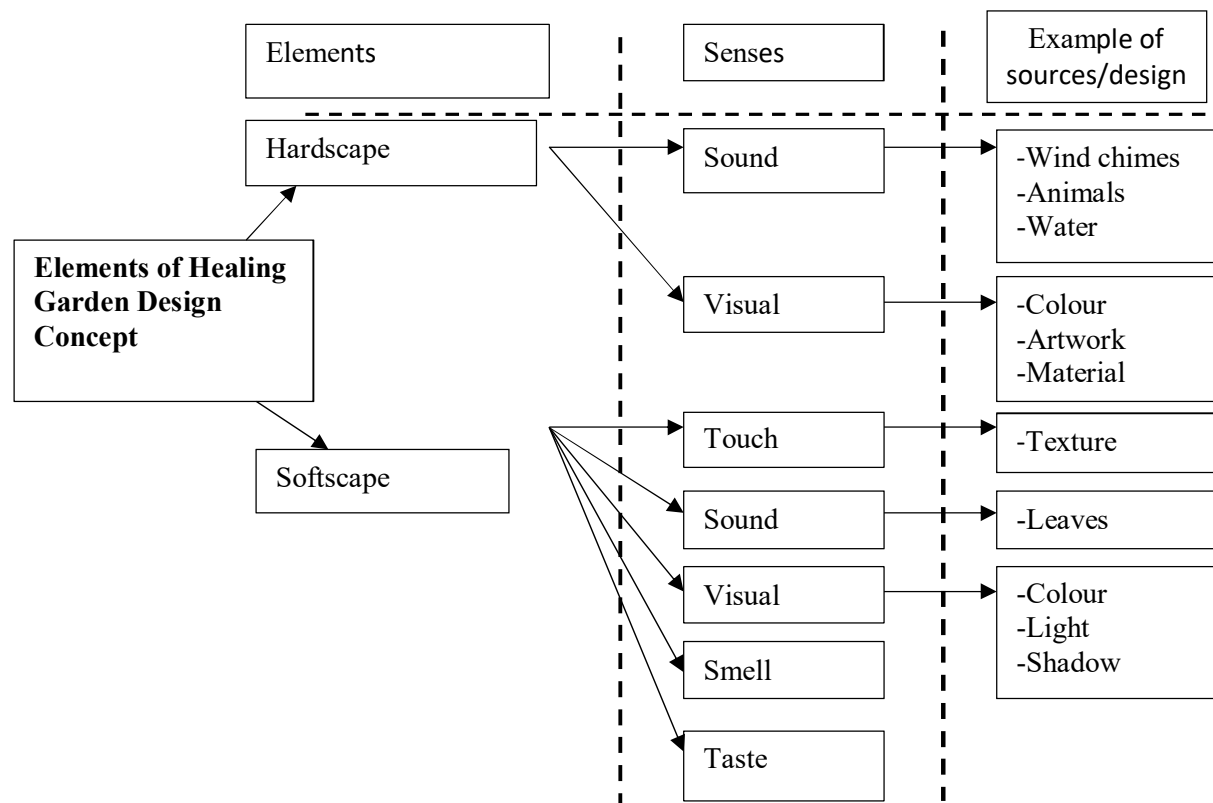 Elements
Senses
Example of
sources/design
Hardscape
Sound
-Wind chimes
-Animals
-Water
Elements of Healing
Garden Design
Concept
Visual
-Colour
-Artwork
-Material
Softscape
Touch
-Texture
Sound
-Leaves
Visual
-Colour
-Light
-Shadow
Smell
Taste